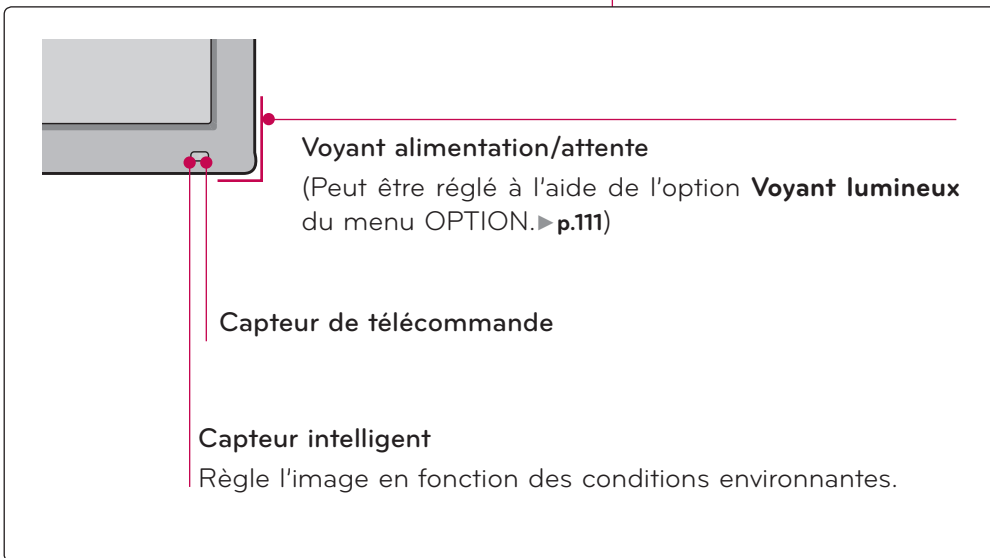 Voyant alimentation/attente
(Peut être réglé à l'aide de l'option Voyant lumineux
du menu OPTION.►p.111)
Capteur de télécommande
Capteur intelligent
Règle l'image en fonction des conditions environnantes.